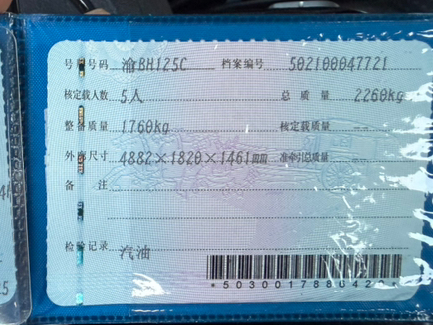 号牌号码 渝BH125C 档案编号 502100047721
核定载人数 5人 总质量 2260kg
整备质量 1760kg 核定载质量 --
外廓尺寸 4882×1820×1461mm 准牵引总质量 --
备注
检验记录 汽油